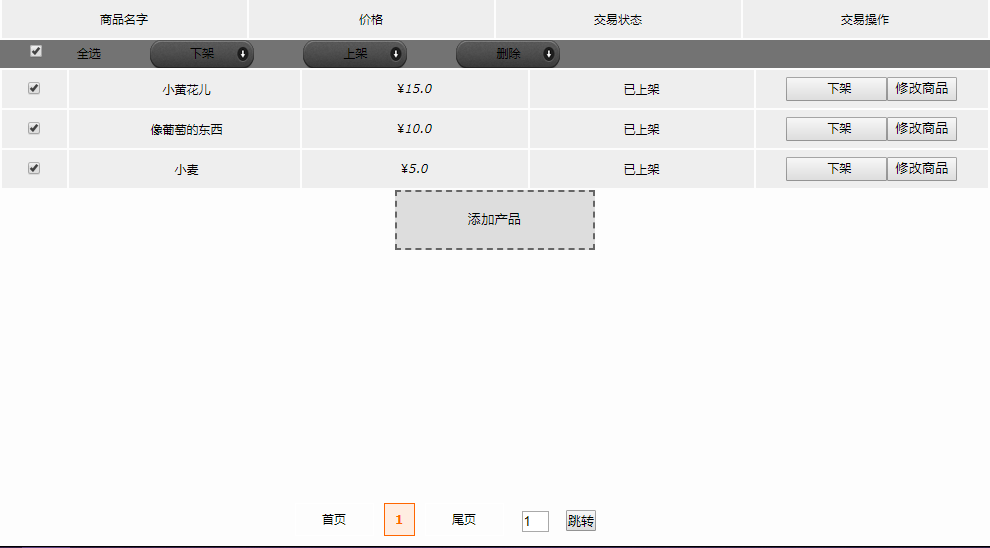 商品名字 价格 交易状态 交易操作
全选 下架 上架 删除
小黄花儿 ¥15.0 已上架 下架 修改商品
像葡萄的东西 ¥10.0 已上架 下架 修改商品
小麦 ¥5.0 已上架 下架 修改商品
添加产品
首页 1 尾页 1 跳转